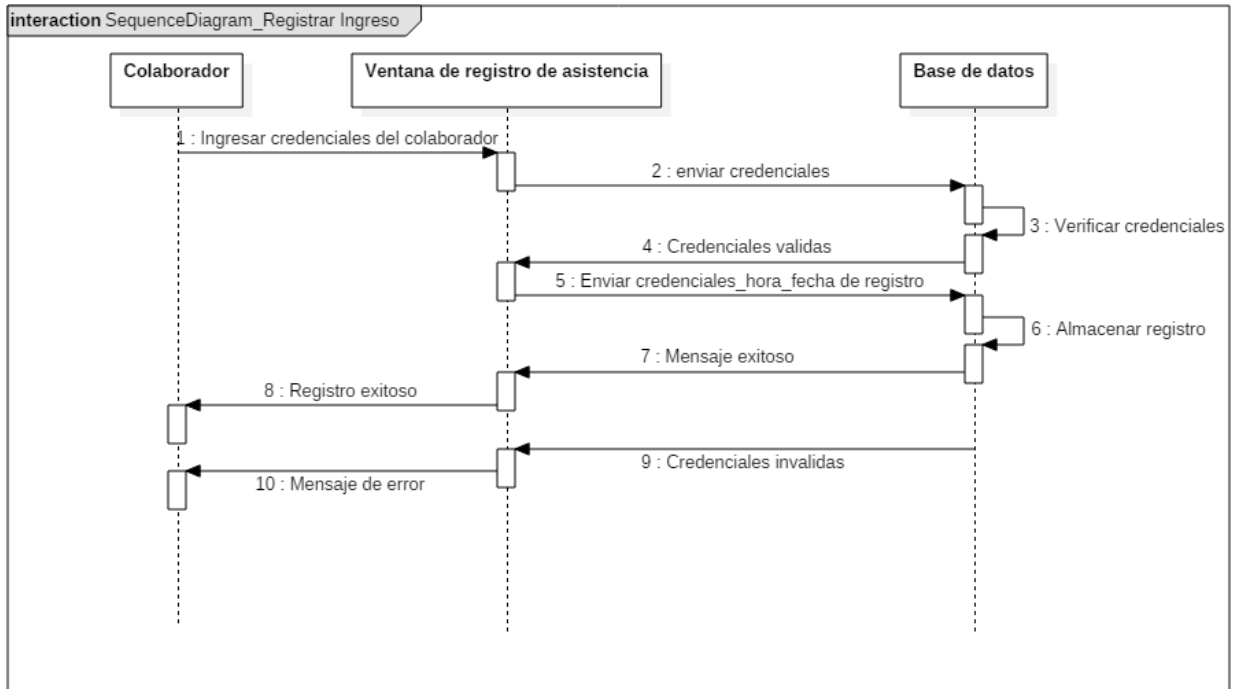 interaction SequenceDiagram_Registrar Ingreso
Colaborador
Ventana de registro de asistencia
Base de datos
1 : Ingresar credenciales del colaborador
2 : enviar credenciales
3 : Verificar credenciales
4 : Credenciales validas
5 : Enviar credenciales_hora_fecha de registro
6 : Almacenar registro
7 : Mensaje exitoso
8 : Registro exitoso
9 : Credenciales invalidas
10 : Mensaje de error